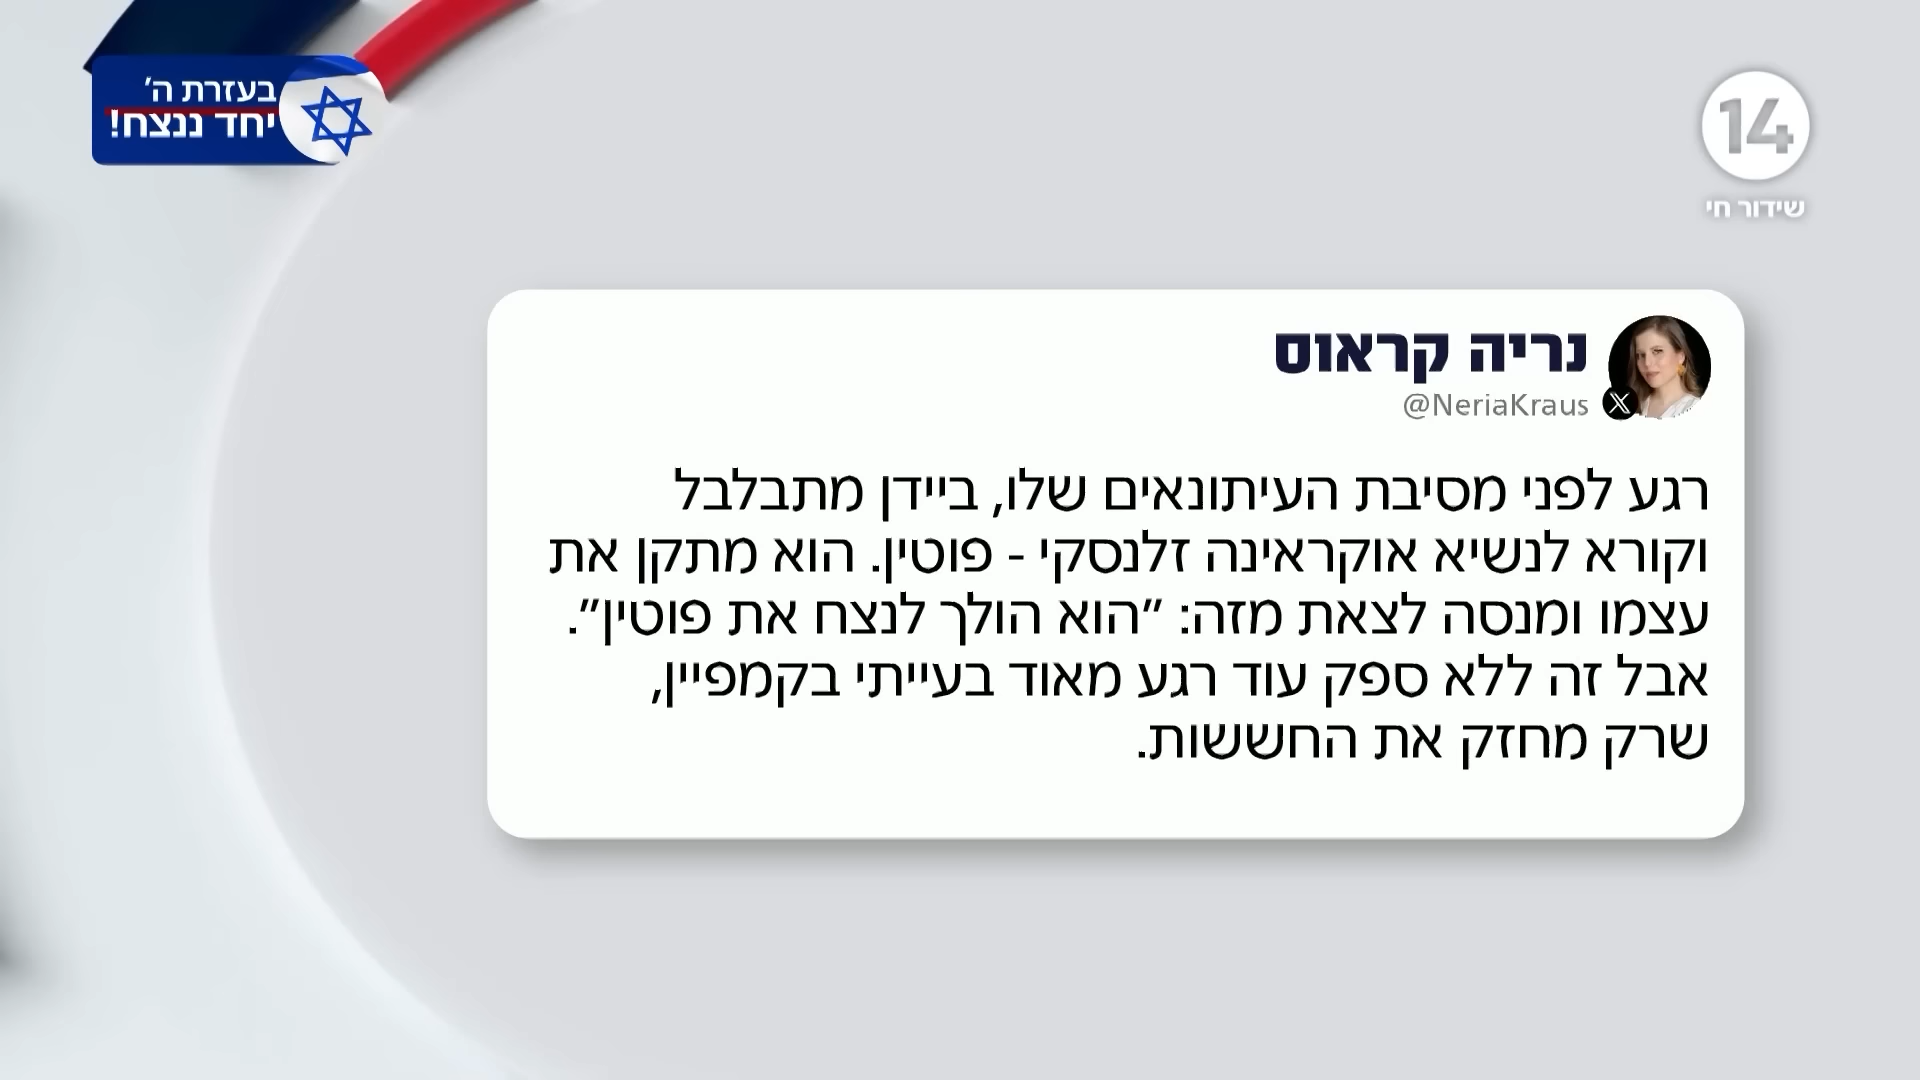 בעזרת ה'
יחד ננצח!
14
שידור חי
נריה קראוס
@NeriaKraus
רגע לפני מסיבת העיתונאים שלו, ביידן מתבלבל
וקורא לנשיא אוקראינה זלנסקי - פוטין. הוא מתקן את
עצמו ומנסה לצאת מזה: "הוא הולך לנצח את פוטין".
אבל זה ללא ספק עוד רגע מאוד בעייתי בקמפיין,
שרק מחזק את החששות.